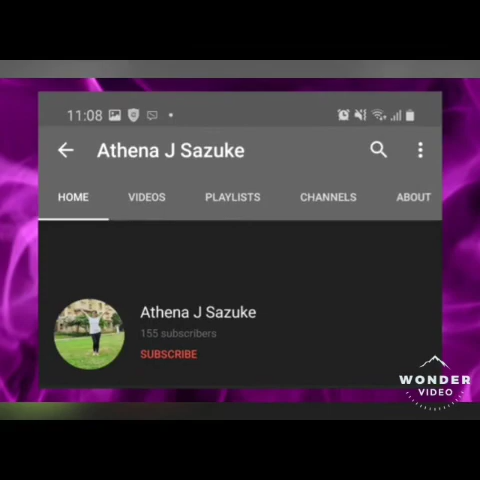 11:08
Athena J Sazuke
HOME VIDEOS PLAYLISTS CHANNELS ABOUT
Athena J Sazuke
155 subscribers
SUBSCRIBE
WONDER
VIDEO